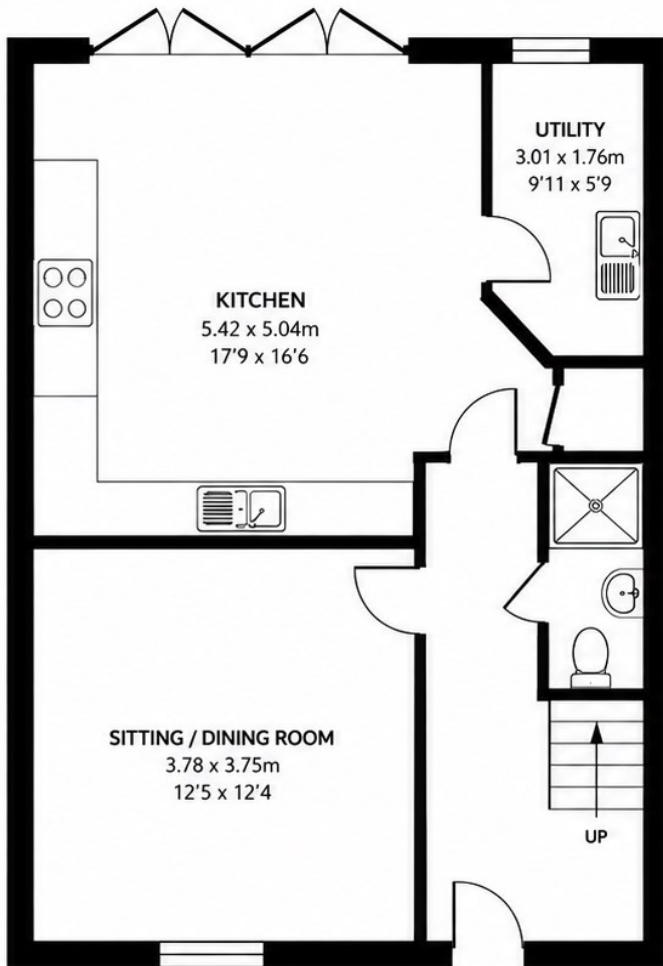 UTILITY
3.01 x 1.76m
9'11 x 5'9
KITCHEN
5.42 x 5.04m
17'9 x 16'6
SITTING / DINING ROOM
3.78 x 3.75m
12'5 x 12'4
UP